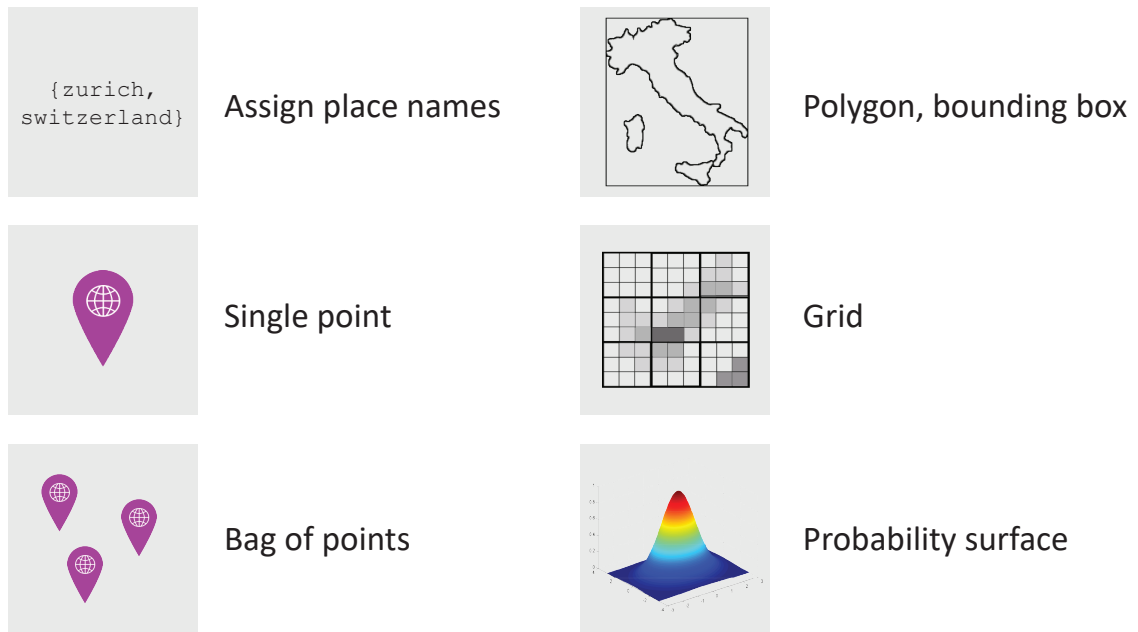 {zurich,
switzerland}
Assign place names
Polygon, bounding box
Single point
Grid
Bag of points
Probability surface